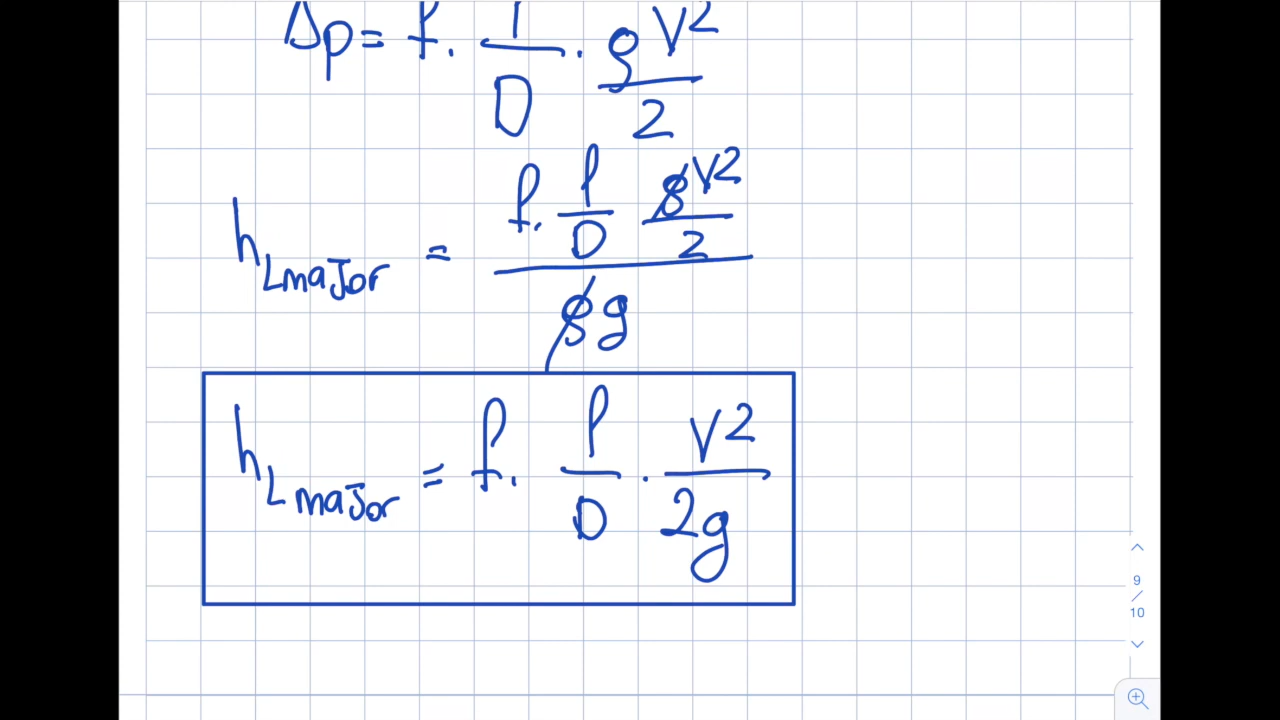 Δp = f · l/D · ρV²/2
h_Lmajor = (f · l/D ρV²/2) / ρg
h_Lmajor = f · l/D · V²/2g
9
/
10